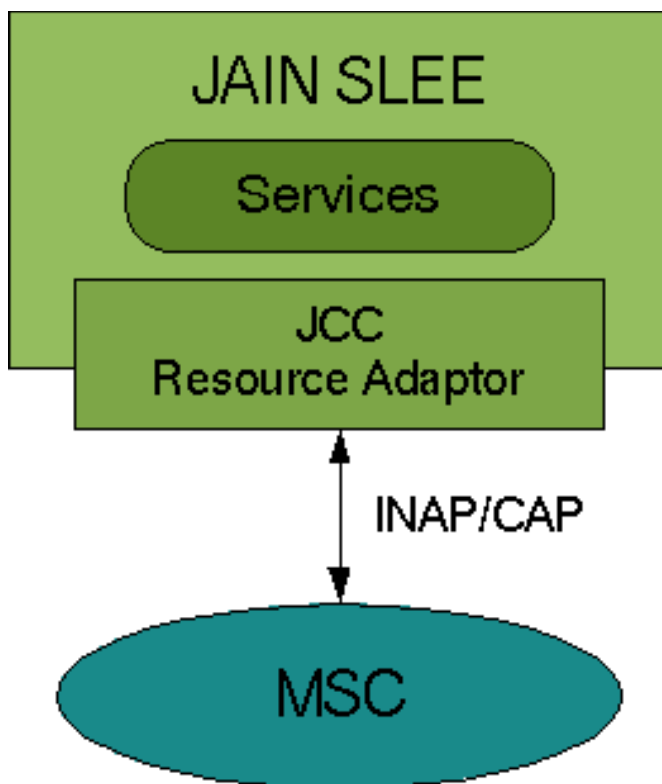 JAIN SLEE
Services
JCC
Resource Adaptor
INAP/CAP
MSC